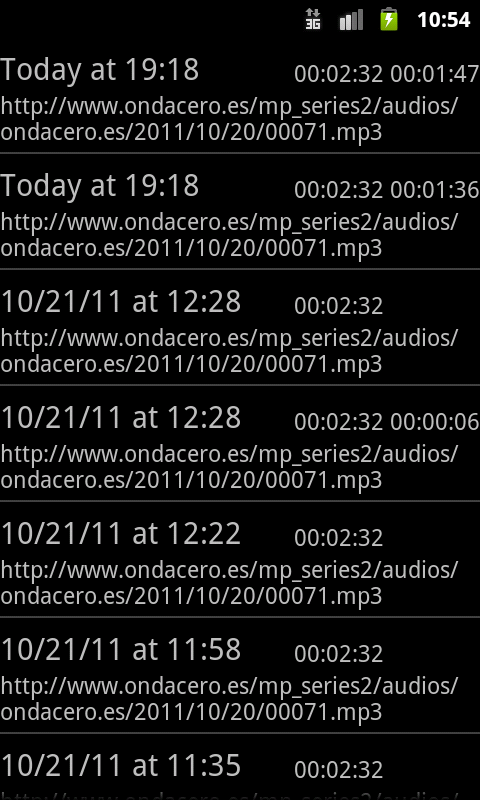 3G 10:54
Today at 19:18 00:02:32 00:01:47
http://www.ondacero.es/mp_series2/audios/
ondacero.es/2011/10/20/00071.mp3
Today at 19:18 00:02:32 00:01:36
http://www.ondacero.es/mp_series2/audios/
ondacero.es/2011/10/20/00071.mp3
10/21/11 at 12:28 00:02:32
http://www.ondacero.es/mp_series2/audios/
ondacero.es/2011/10/20/00071.mp3
10/21/11 at 12:28 00:02:32 00:00:06
http://www.ondacero.es/mp_series2/audios/
ondacero.es/2011/10/20/00071.mp3
10/21/11 at 12:22 00:02:32
http://www.ondacero.es/mp_series2/audios/
ondacero.es/2011/10/20/00071.mp3
10/21/11 at 11:58 00:02:32
http://www.ondacero.es/mp_series2/audios/
ondacero.es/2011/10/20/00071.mp3
10/21/11 at 11:35 00:02:32